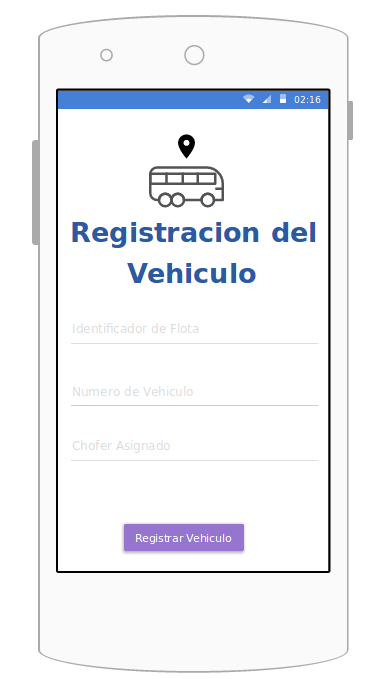 02:16
Registracion del
Vehiculo
Identificador de Flota
Numero de Vehiculo
Chofer Asignado
Registrar Vehiculo